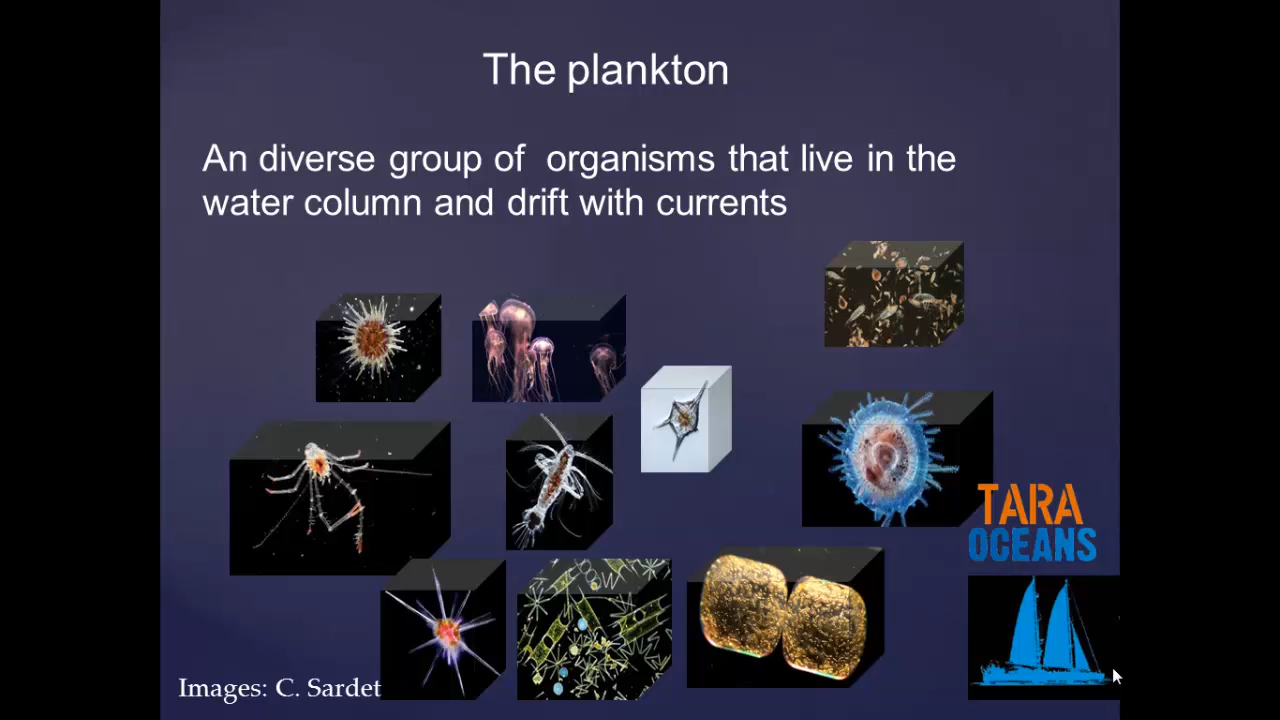 The plankton
An diverse group of organisms that live in the
water column and drift with currents
TARA
OCEANS
Images: C. Sardet